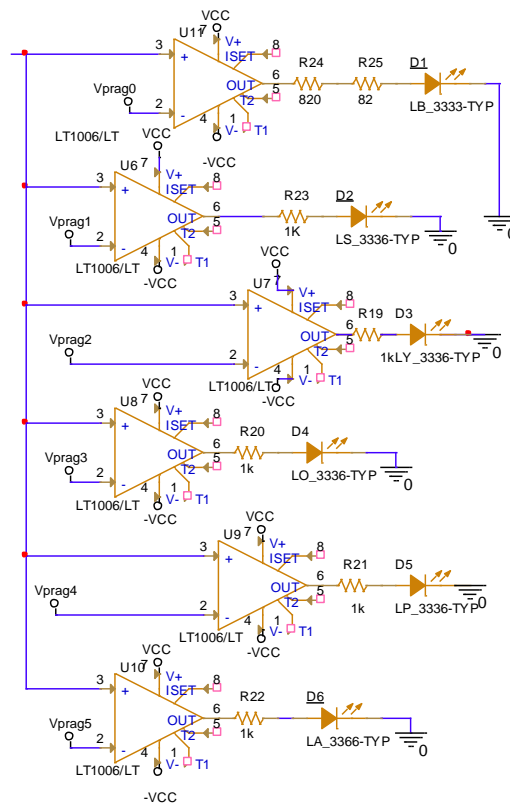 VCC
U11
7
V+
8
ISET
3
+
R24
R25
D1
OUT
6
Vprag0
T2
5
820
82
LB_3333-TYP
2
-
4
1
V-
T1
LT1006/LT
VCC
-VCC
U6
7
V+
8
ISET
3
+
R23
D2
OUT
6
Vprag1
T2
5
1K
LS_3336-TYP
0
0
2
-
4
1
V-
T1
LT1006/LT
-VCC
VCC
U7
7
V+
8
ISET
3
+
R19
D3
OUT
6
Vprag2
T2
5
1k
LY_3336-TYP
0
2
-
4
1
V-
T1
LT1006/LT
-VCC
VCC
U8
7
V+
8
ISET
3
+
R20
D4
OUT
6
Vprag3
T2
5
1k
LO_3336-TYP
0
2
-
4
1
V-
T1
LT1006/LT
-VCC
VCC
U9
7
V+
8
ISET
3
+
R21
D5
OUT
6
Vprag4
T2
5
1k
LP_3336-TYP
0
2
-
4
1
V-
T1
LT1006/LT
-VCC
VCC
U10
7
V+
8
ISET
3
+
R22
D6
OUT
6
Vprag5
T2
5
1k
LA_3366-TYP
0
2
-
4
1
V-
T1
LT1006/LT
-VCC